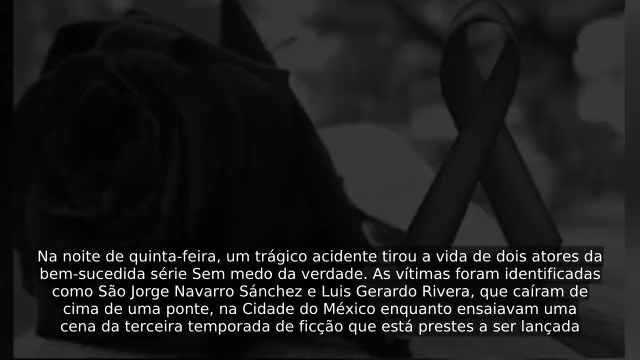 Na noite de quinta-feira, um trágico acidente tirou a vida de dois atores da
bem-sucedida série Sem medo da verdade. As vítimas foram identificadas
como São Jorge Navarro Sánchez e Luis Gerardo Rivera, que caíram de
cima de uma ponte, na Cidade do México enquanto ensaiavam uma
cena da terceira temporada de ficção que está prestes a ser lançada